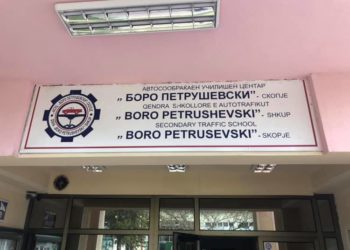 АВТОСООБРАЌАЕН УЧИЛИШЕН ЦЕНТАР
„ БОРО ПЕТРУШЕВСКИ" - СКОПЈЕ
QENDRA SHKOLLORE E AUTOTRAFIKUT
„ BORO PETRUSHEVSKI" - SHKUP
SECONDARY TRAFFIC SCHOOL
„ BORO PETRUSEVSKI" - SKOPJE